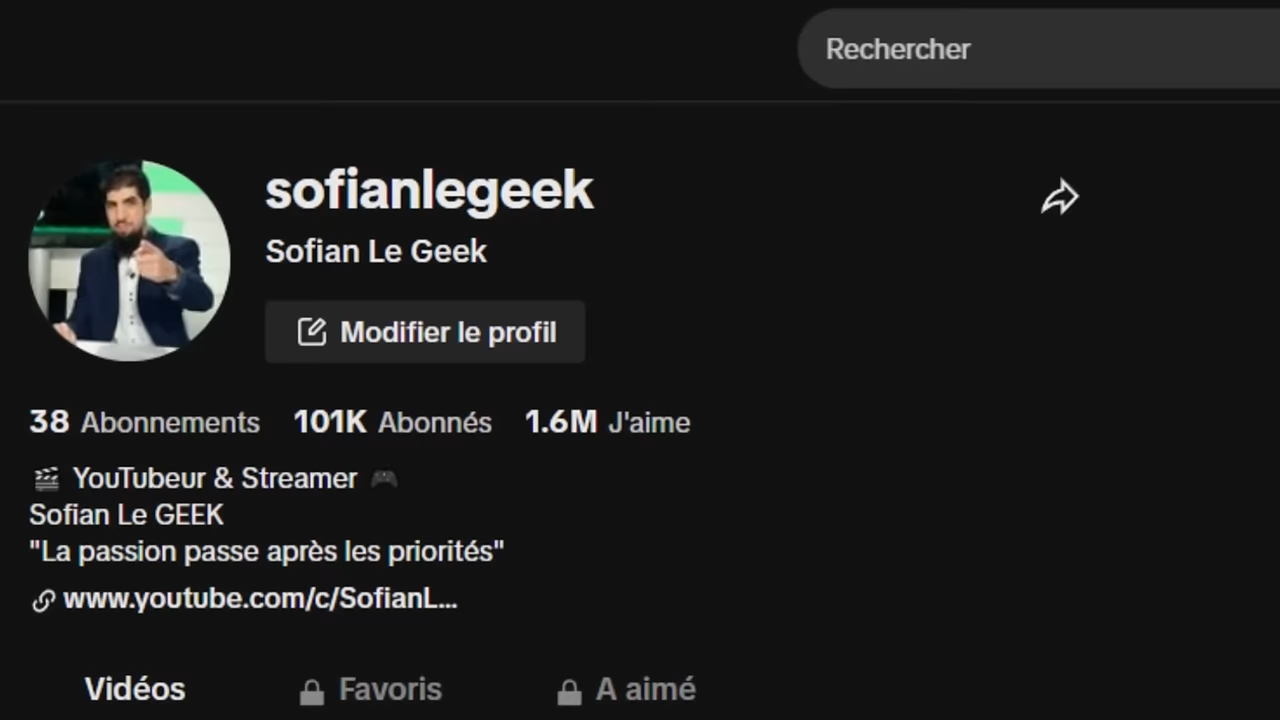 Rechercher
sofianlegeek
Sofian Le Geek
Modifier le profil
38 Abonnements 101K Abonnés 1.6M J'aime
🎬 YouTubeur & Streamer 🎮
Sofian Le GEEK
"La passion passe après les priorités"
www.youtube.com/c/SofianL...
Vidéos Favoris A aimé